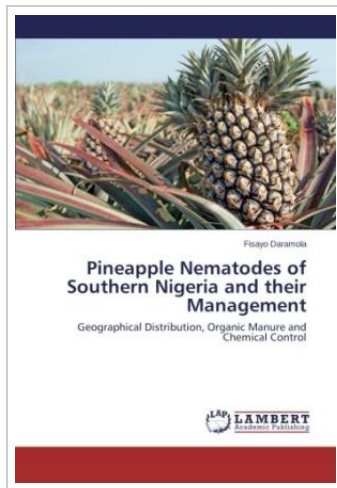 Fisayo Daramola
Pineapple Nematodes of
Southern Nigeria and their
Management
Geographical Distribution, Organic Manure and
Chemical Control
LAP
LAMBERT
Academic Publishing